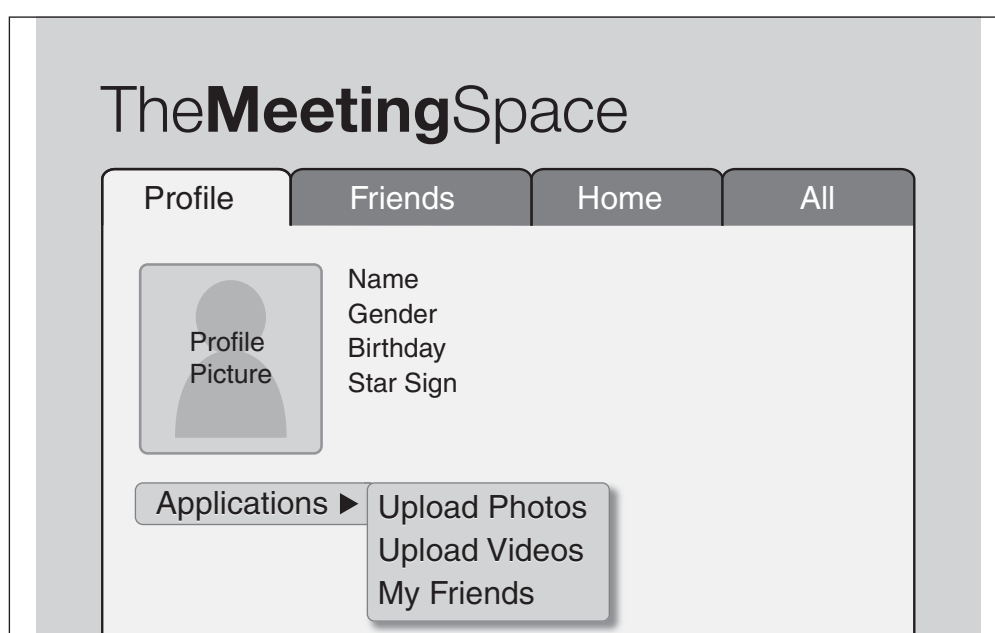 TheMeetingSpace
Profile Friends Home All
Profile
Picture
Name
Gender
Birthday
Star Sign
Applications ▶
Upload Photos
Upload Videos
My Friends